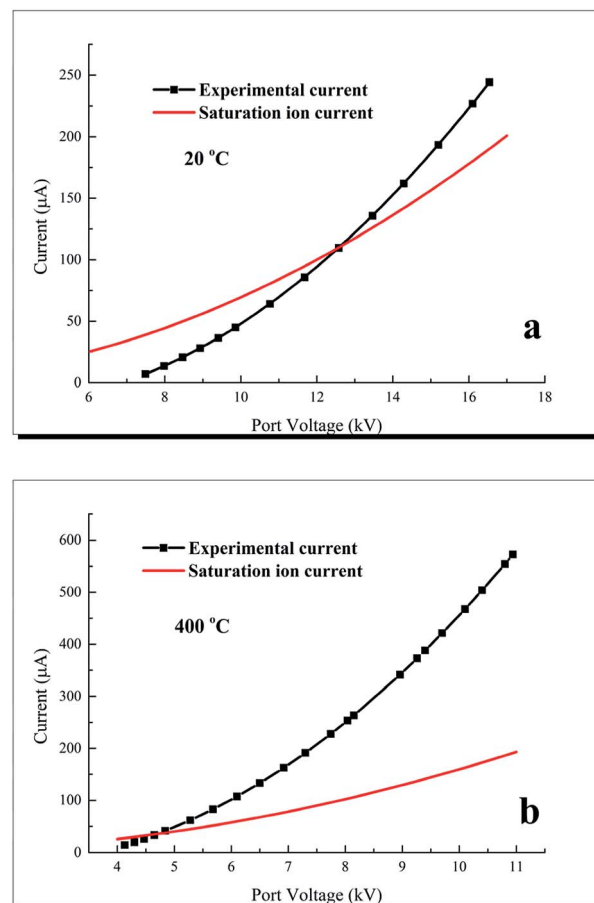 250
200
150
100
50
0
Current (μA)
Experimental current
Saturation ion current
20 °C
a
6 8 10 12 14 16 18
Port Voltage (kV)
600
500
400
300
200
100
0
Current (μA)
Experimental current
Saturation ion current
400 °C
b
4 5 6 7 8 9 10 11
Port Voltage (kV)